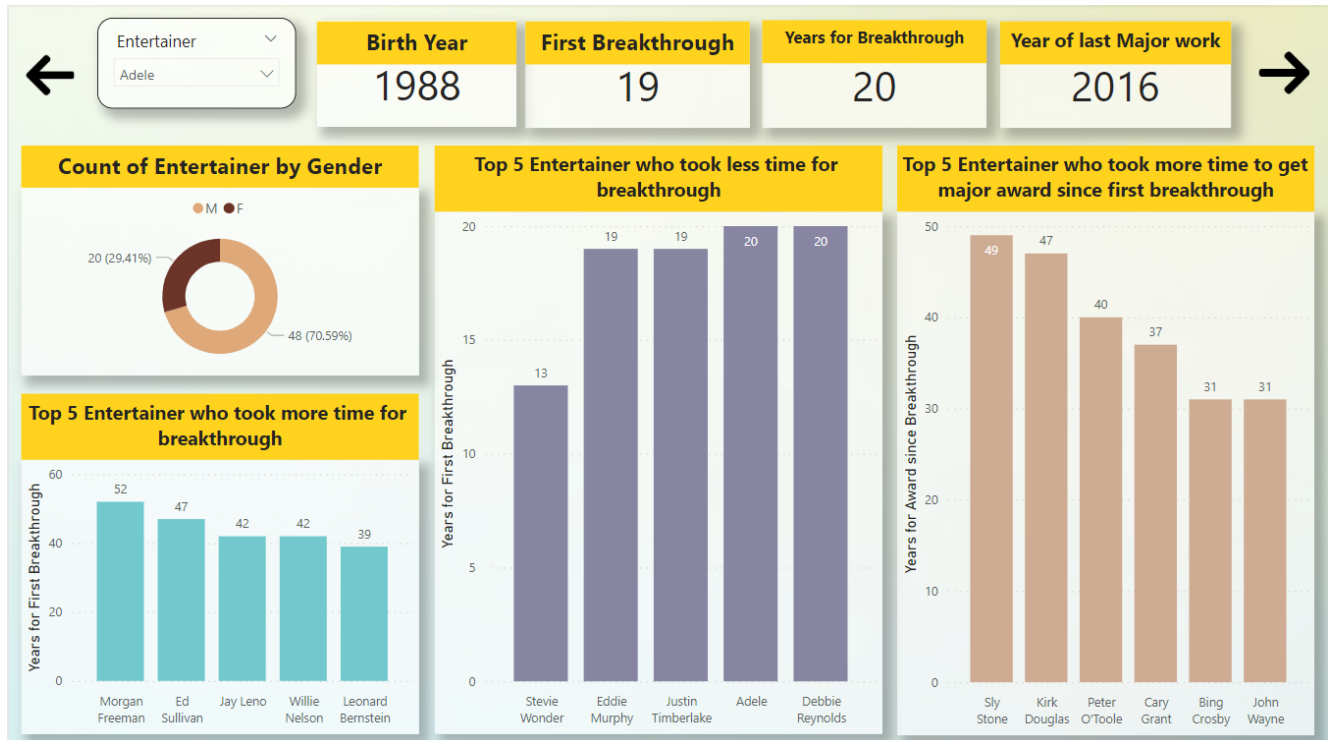 Entertainer
Adele
Birth Year
1988
First Breakthrough
19
Years for Breakthrough
20
Year of last Major work
2016
Count of Entertainer by Gender
M F
20 (29.41%)
48 (70.59%)
Top 5 Entertainer who took more time for
breakthrough
Years for First Breakthrough
60
40
20
0
52
47
42
42
39
Morgan
Freeman
Ed
Sullivan
Jay Leno
Willie
Nelson
Leonard
Bernstein
Top 5 Entertainer who took less time for
breakthrough
Years for First Breakthrough
20
15
10
5
0
13
19
19
20
20
Stevie
Wonder
Eddie
Murphy
Justin
Timberlake
Adele
Debbie
Reynolds
Top 5 Entertainer who took more time to get
major award since first breakthrough
Years for Award since Breakthrough
50
40
30
20
10
0
49
47
40
37
31
31
Sly
Stone
Kirk
Douglas
Peter
O'Toole
Cary
Grant
Bing
Crosby
John
Wayne